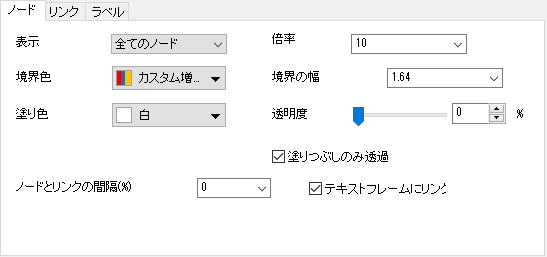 ノード リンク ラベル
表示 全てのノード 倍率 10
境界色 カスタム増... 境界の幅 1.64
塗り色 白 透明度 0 %
塗りつぶしのみ透過
ノードとリンクの間隔(%) 0 テキストフレームにリンク